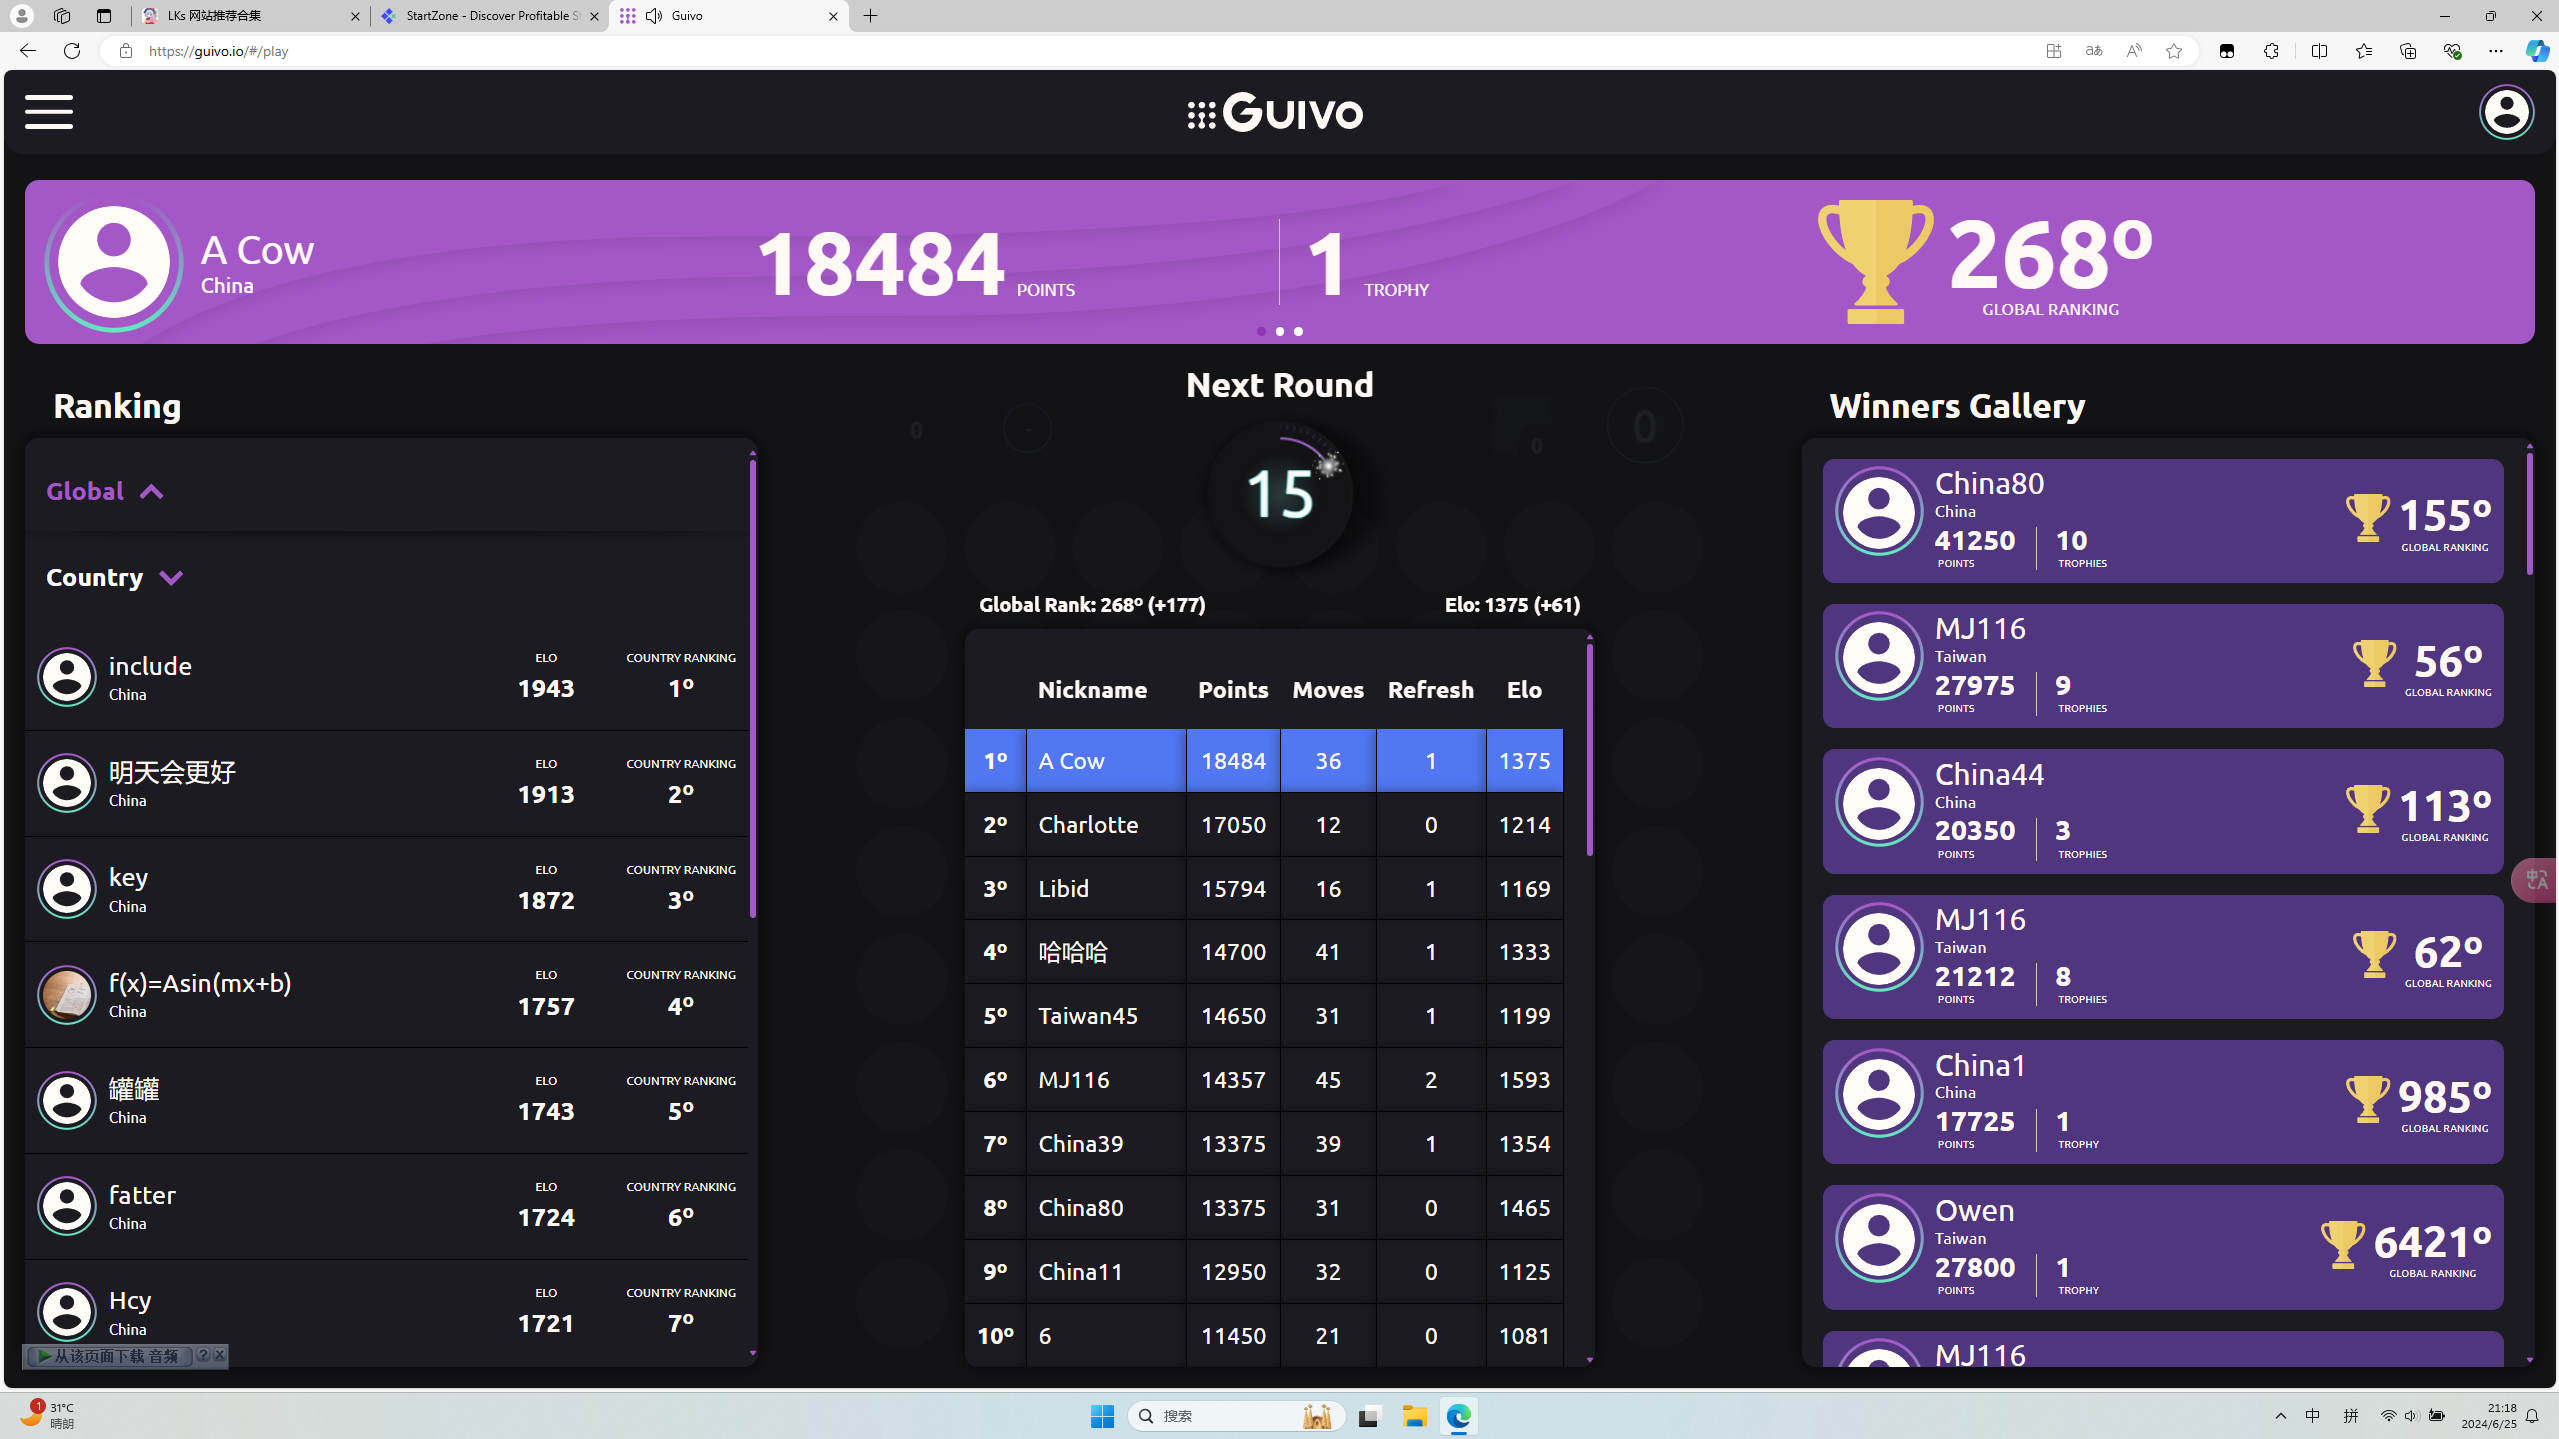 LKs 网站推荐合集
StartZone - Discover Profitable St
Guivo
https://guivo.io/#/play
GUIVO
A Cow
China
18484 POINTS
1 TROPHY
268º
GLOBAL RANKING
Ranking
Global
Country
include
China
ELO
1943
COUNTRY RANKING
1º
明天会更好
China
ELO
1913
COUNTRY RANKING
2º
key
China
ELO
1872
COUNTRY RANKING
3º
f(x)=Asin(mx+b)
China
ELO
1757
COUNTRY RANKING
4º
罐罐
China
ELO
1743
COUNTRY RANKING
5º
fatter
China
ELO
1724
COUNTRY RANKING
6º
Hcy
China
ELO
1721
COUNTRY RANKING
7º
从该页面下载 音频 ?
Next Round
0 - 0 0
15
Global Rank: 268º (+177) Elo: 1375 (+61)
Nickname Points Moves Refresh Elo
1º A Cow 18484 36 1 1375
2º Charlotte 17050 12 0 1214
3º Libid 15794 16 1 1169
4º 哈哈哈 14700 41 1 1333
5º Taiwan45 14650 31 1 1199
6º MJ116 14357 45 2 1593
7º China39 13375 39 1 1354
8º China80 13375 31 0 1465
9º China11 12950 32 0 1125
10º 6 11450 21 0 1081
Winners Gallery
China80
China
41250 POINTS
10 TROPHIES
155º
GLOBAL RANKING
MJ116
Taiwan
27975 POINTS
9 TROPHIES
56º
GLOBAL RANKING
China44
China
20350 POINTS
3 TROPHIES
113º
GLOBAL RANKING
MJ116
Taiwan
21212 POINTS
8 TROPHIES
62º
GLOBAL RANKING
China1
China
17725 POINTS
1 TROPHY
985º
GLOBAL RANKING
Owen
Taiwan
27800 POINTS
1 TROPHY
6421º
GLOBAL RANKING
MJ116
1
31°C
晴朗
搜索
中
拼
21:18
2024/6/25